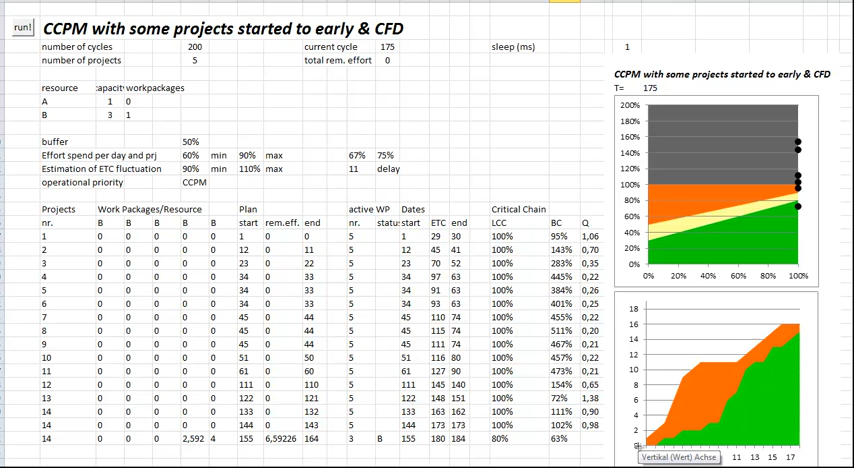 run! CCPM with some projects started to early & CFD
number of cycles 200 current cycle 175 sleep (ms) 1
number of projects 5 total rem. effort 0
CCPM with some projects started to early & CFD
T= 175
resource capacity workpackages
A 1 0
B 3 1
buffer 50%
Effort spend per day and prj 60% min 90% max 67% 75%
Estimation of ETC fluctuation 90% min 110% max 11 delay
operational priority CCPM
Projects Work Packages/Resource Plan active WP Dates Critical Chain
nr. B B B B B start rem.eff. end nr. status start ETC end LCC BC Q
1 0 0 0 0 0 1 0 0 5 1 29 30 100% 95% 1,06
2 0 0 0 0 0 12 0 11 5 12 45 41 100% 143% 0,70
3 0 0 0 0 0 23 0 22 5 23 70 52 100% 283% 0,35
4 0 0 0 0 0 34 0 33 5 34 97 63 100% 445% 0,22
5 0 0 0 0 0 34 0 33 5 34 91 63 100% 384% 0,26
6 0 0 0 0 0 34 0 33 5 34 93 63 100% 401% 0,25
7 0 0 0 0 0 45 0 44 5 45 110 74 100% 455% 0,22
8 0 0 0 0 0 45 0 44 5 45 115 74 100% 511% 0,20
9 0 0 0 0 0 45 0 44 5 45 111 74 100% 467% 0,21
10 0 0 0 0 0 51 0 50 5 51 116 80 100% 457% 0,22
11 0 0 0 0 0 61 0 60 5 61 127 90 100% 473% 0,21
12 0 0 0 0 0 111 0 110 5 111 145 140 100% 154% 0,65
13 0 0 0 0 0 122 0 121 5 122 148 151 100% 72% 1,38
14 0 0 0 0 0 133 0 132 5 133 163 162 100% 111% 0,90
14 0 0 0 0 0 144 0 143 5 144 173 173 100% 102% 0,98
14 0 0 0 2,592 4 155 6,59226 164 3 B 155 180 184 80% 63%
200%
180%
160%
140%
120%
100%
80%
60%
40%
20%
0%
0% 20% 40% 60% 80% 100%
18
16
14
12
10
8
6
4
2
11 13 15 17
Vertikal (Wert) Achse